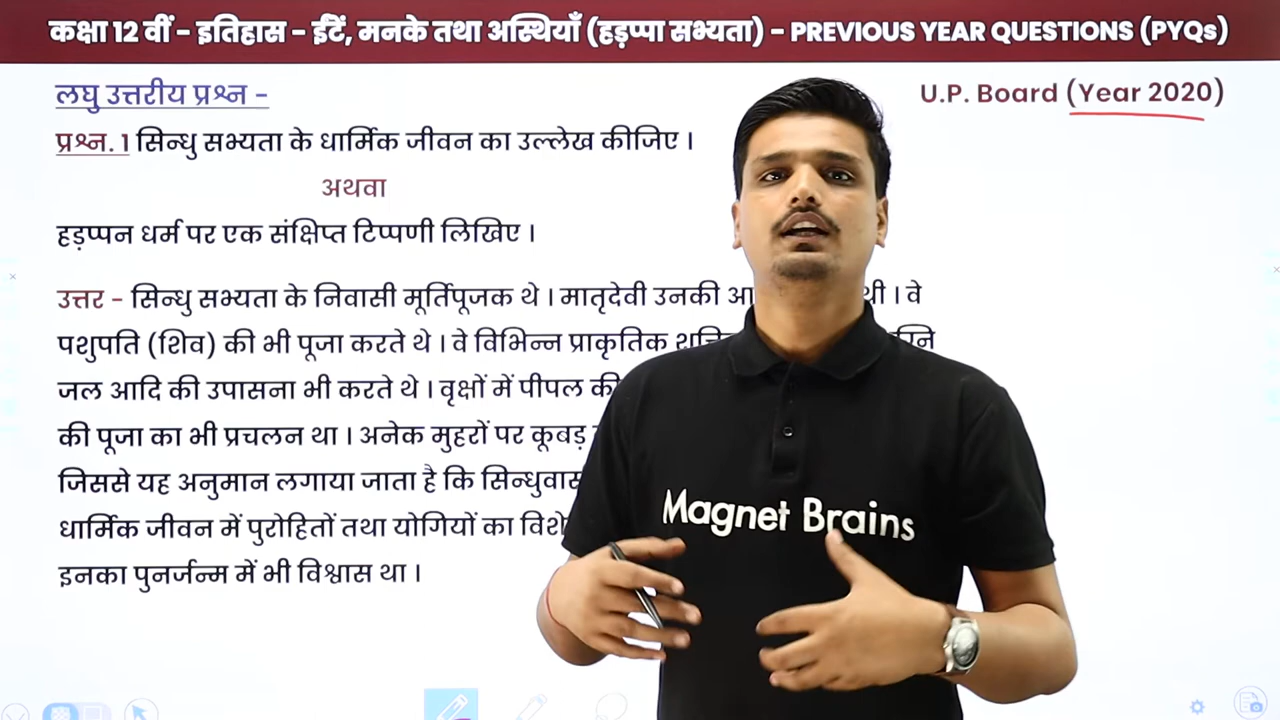 कक्षा 12 वीं - इतिहास - ईंटें, मनके तथा अस्थियाँ (हड़प्पा सभ्यता) - PREVIOUS YEAR QUESTIONS (PYQs)
लघु उत्तरीय प्रश्न -
U.P. Board (Year 2020)
प्रश्न. 1 सिन्धु सभ्यता के धार्मिक जीवन का उल्लेख कीजिए ।
अथवा
हड़प्पन धर्म पर एक संक्षिप्त टिप्पणी लिखिए ।
उत्तर - सिन्धु सभ्यता के निवासी मूर्तिपूजक थे । मातृदेवी उनकी थी । वे
पशुपति (शिव) की भी पूजा करते थे । वे विभिन्न प्राकृतिक
जल आदि की उपासना भी करते थे । वृक्षों में पीपल की
की पूजा का भी प्रचलन था । अनेक मुहरों पर कूबड़
जिससे यह अनुमान लगाया जाता है कि
धार्मिक जीवन में पुरोहितों तथा योगियों का
इनका पुनर्जन्म में भी विश्वास था ।
Magnet Brains